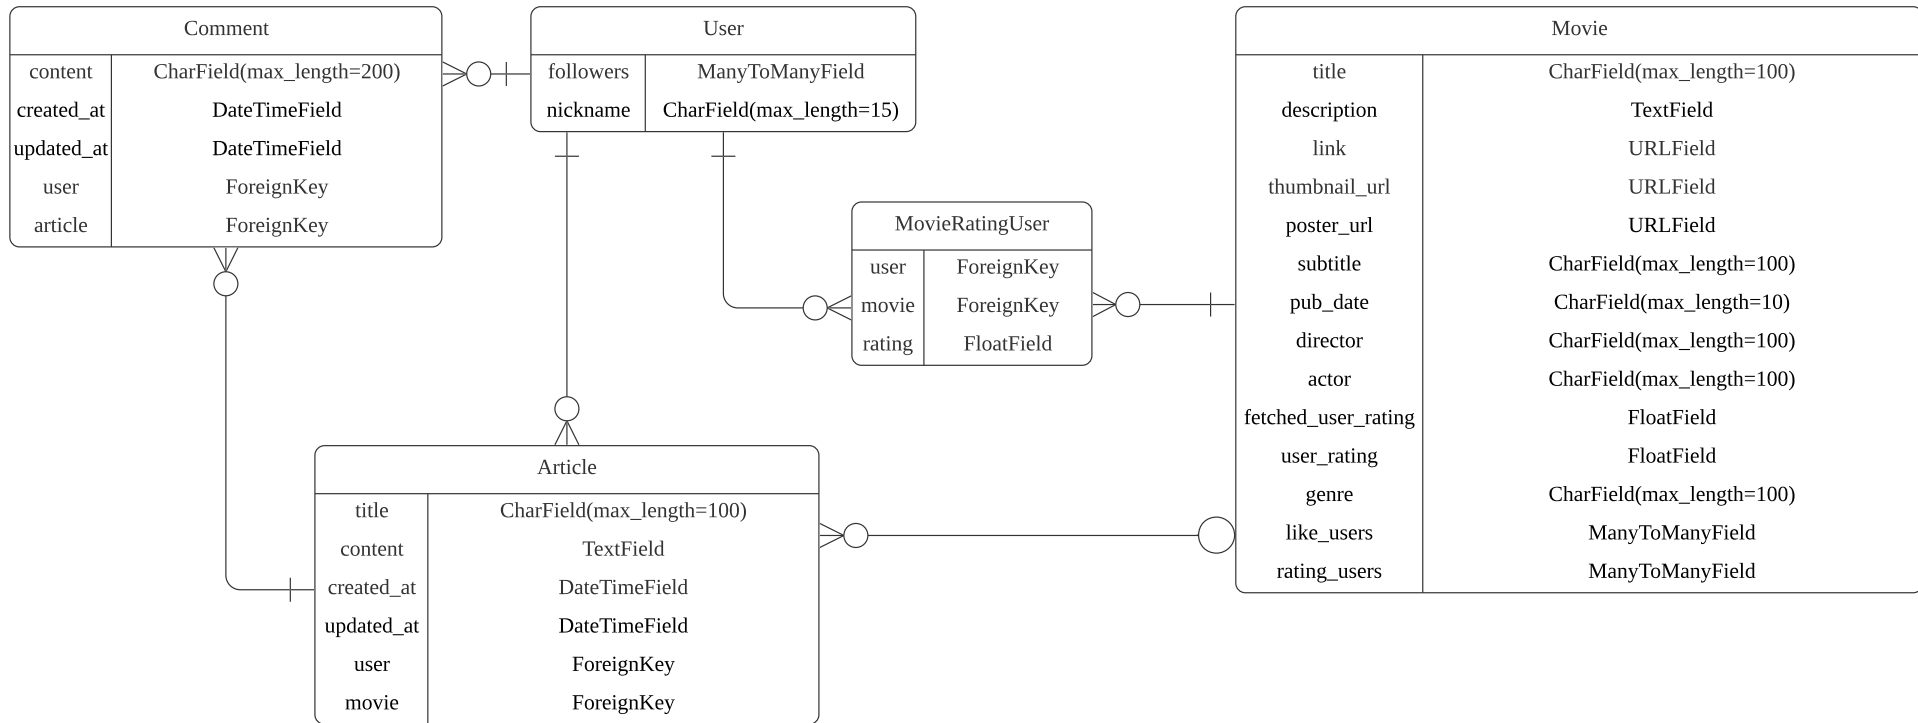 Comment
content CharField(max_length=200)
created_at DateTimeField
updated_at DateTimeField
user ForeignKey
article ForeignKey
User
followers ManyToManyField
nickname CharField(max_length=15)
MovieRatingUser
user ForeignKey
movie ForeignKey
rating FloatField
Movie
title CharField(max_length=100)
description TextField
link URLField
thumbnail_url URLField
poster_url URLField
subtitle CharField(max_length=100)
pub_date CharField(max_length=10)
director CharField(max_length=100)
actor CharField(max_length=100)
fetched_user_rating FloatField
user_rating FloatField
genre CharField(max_length=100)
like_users ManyToManyField
rating_users ManyToManyField
Article
title CharField(max_length=100)
content TextField
created_at DateTimeField
updated_at DateTimeField
user ForeignKey
movie ForeignKey